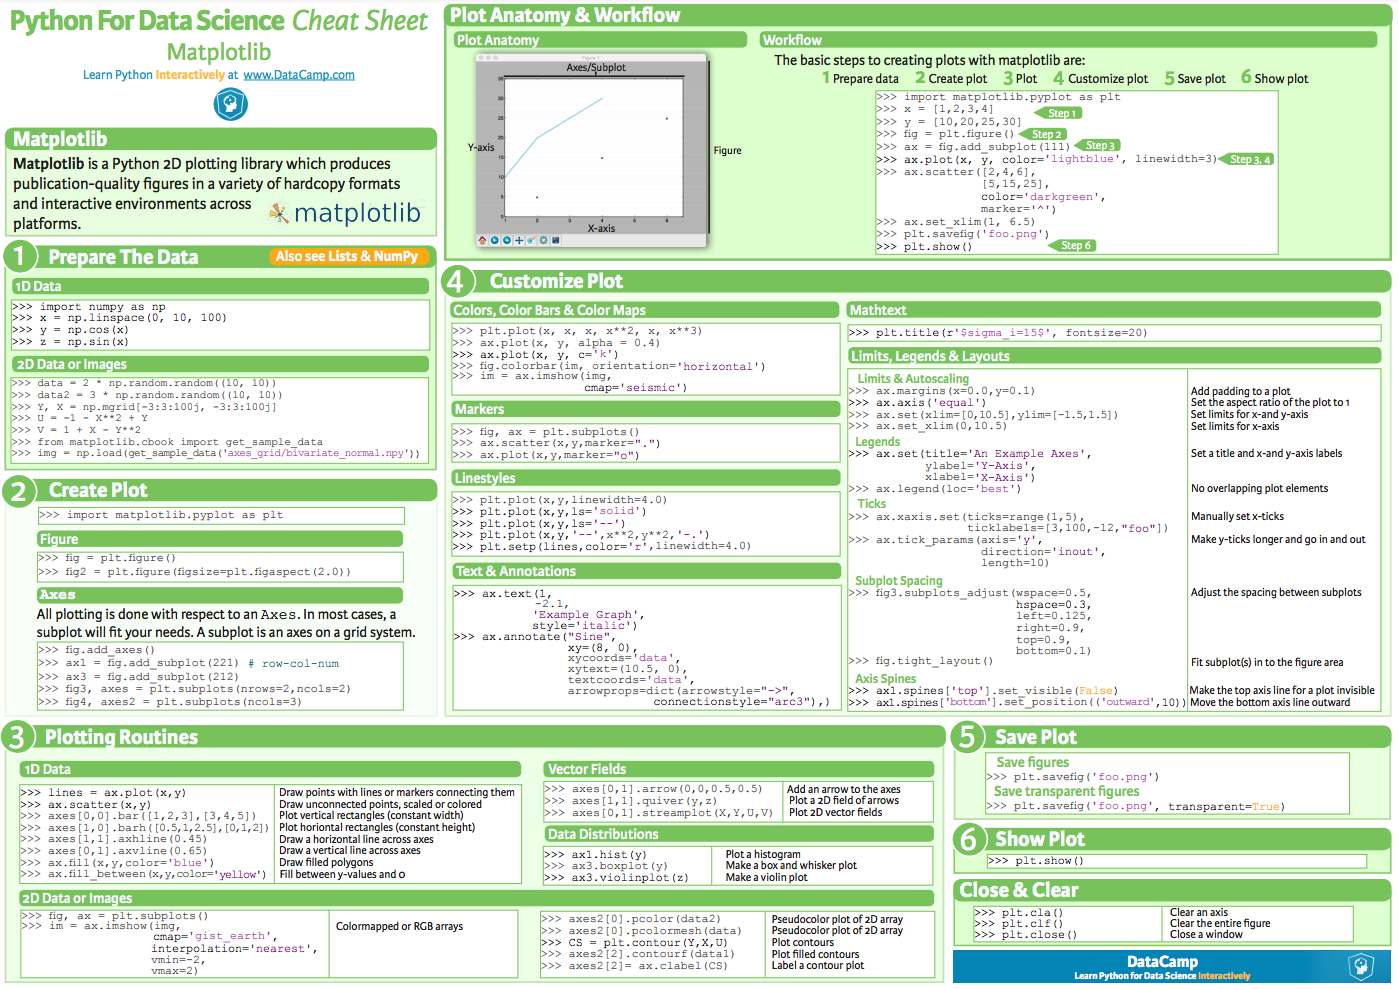 Python For Data Science Cheat Sheet
Matplotlib
Learn Python Interactively at www.DataCamp.com
Matplotlib
Matplotlib is a Python 2D plotting library which produces
publication-quality figures in a variety of hardcopy formats
and interactive environments across
platforms.
matplotlib
1 Prepare The Data
Also see Lists & NumPy
1D Data
>>> import numpy as np
>>> x = np.linspace(0, 10, 100)
>>> y = np.cos(x)
>>> z = np.sin(x)
2D Data or Images
>>> data = 2 * np.random.random((10, 10))
>>> data2 = 3 * np.random.random((10, 10))
>>> Y, X = np.mgrid[-3:3:100j, -3:3:100j]
>>> U = -1 - X**2 + Y
>>> V = 1 + X - Y**2
>>> from matplotlib.cbook import get_sample_data
>>> img = np.load(get_sample_data('axes_grid/bivariate_normal.npy'))
2 Create Plot
>>> import matplotlib.pyplot as plt
Figure
>>> fig = plt.figure()
>>> fig2 = plt.figure(figsize=plt.figaspect(2.0))
Axes
All plotting is done with respect to an Axes. In most cases, a
subplot will fit your needs. A subplot is an axes on a grid system.
>>> fig.add_axes()
>>> ax1 = fig.add_subplot(221) # row-col-num
>>> ax3 = fig.add_subplot(212)
>>> fig3, axes = plt.subplots(nrows=2,ncols=2)
>>> fig4, axes2 = plt.subplots(ncols=3)
Plot Anatomy & Workflow
Plot Anatomy
Figure 1
Axes/Subplot
Y-axis
X-axis
Figure
35
30
25
20
15
10
5
0
1 2 3 4 5 6
Workflow
The basic steps to creating plots with matplotlib are:
1 Prepare data 2 Create plot 3 Plot 4 Customize plot 5 Save plot 6 Show plot
>>> import matplotlib.pyplot as plt
>>> x = [1,2,3,4]
Step 1
>>> y = [10,20,25,30]
>>> fig = plt.figure() Step 2
>>> ax = fig.add_subplot(111) Step 3
>>> ax.plot(x, y, color='lightblue', linewidth=3) Step 3, 4
>>> ax.scatter([2,4,6],
[5,15,25],
color='darkgreen',
marker='^')
>>> ax.set_xlim(1, 6.5)
>>> plt.savefig('foo.png')
>>> plt.show() Step 6
4 Customize Plot
Colors, Color Bars & Color Maps
>>> plt.plot(x, x, x, x**2, x, x**3)
>>> ax.plot(x, y, alpha = 0.4)
>>> ax.plot(x, y, c='k')
>>> fig.colorbar(im, orientation='horizontal')
>>> im = ax.imshow(img,
cmap='seismic')
Markers
>>> fig, ax = plt.subplots()
>>> ax.scatter(x,y,marker=".")
>>> ax.plot(x,y,marker="o")
Linestyles
>>> plt.plot(x,y,linewidth=4.0)
>>> plt.plot(x,y,ls='solid')
>>> plt.plot(x,y,ls='--')
>>> plt.plot(x,y,'--',x**2,y**2,'-.')
>>> plt.setp(lines,color='r',linewidth=4.0)
Text & Annotations
>>> ax.text(1,
-2.1,
'Example Graph',
style='italic')
>>> ax.annotate("Sine",
xy=(8, 0),
xycoords='data',
xytext=(10.5, 0),
textcoords='data',
arrowprops=dict(arrowstyle="->",
connectionstyle="arc3"),)
Mathtext
>>> plt.title(r'$sigma_i=15$', fontsize=20)
Limits, Legends & Layouts
Limits & Autoscaling
>>> ax.margins(x=0.0,y=0.1) Add padding to a plot
>>> ax.axis('equal') Set the aspect ratio of the plot to 1
>>> ax.set(xlim=[0,10.5],ylim=[-1.5,1.5]) Set limits for x-and y-axis
>>> ax.set_xlim(0,10.5) Set limits for x-axis
Legends
>>> ax.set(title='An Example Axes', Set a title and x-and y-axis labels
ylabel='Y-Axis',
xlabel='X-Axis')
>>> ax.legend(loc='best') No overlapping plot elements
Ticks
>>> ax.xaxis.set(ticks=range(1,5), Manually set x-ticks
ticklabels=[3,100,-12,"foo"])
>>> ax.tick_params(axis='y', Make y-ticks longer and go in and out
direction='inout',
length=10)
Subplot Spacing
>>> fig3.subplots_adjust(wspace=0.5, Adjust the spacing between subplots
hspace=0.3,
left=0.125,
right=0.9,
top=0.9,
bottom=0.1)
>>> fig.tight_layout() Fit subplot(s) in to the figure area
Axis Spines
>>> ax1.spines['top'].set_visible(False) Make the top axis line for a plot invisible
>>> ax1.spines['bottom'].set_position(('outward',10)) Move the bottom axis line outward
3 Plotting Routines
1D Data
>>> lines = ax.plot(x,y) Draw points with lines or markers connecting them
>>> ax.scatter(x,y) Draw unconnected points, scaled or colored
>>> axes[0,0].bar([1,2,3],[3,4,5]) Plot vertical rectangles (constant width)
>>> axes[1,0].barh([0.5,1,2.5],[0,1,2]) Plot horiontal rectangles (constant height)
>>> axes[1,1].axhline(0.45) Draw a horizontal line across axes
>>> axes[0,1].axvline(0.65) Draw a vertical line across axes
>>> ax.fill(x,y,color='blue') Draw filled polygons
>>> ax.fill_between(x,y,color='yellow') Fill between y-values and 0
2D Data or Images
>>> fig, ax = plt.subplots()
>>> im = ax.imshow(img, Colormapped or RGB arrays
cmap='gist_earth',
interpolation='nearest',
vmin=-2,
vmax=2)
Vector Fields
>>> axes[0,1].arrow(0,0,0.5,0.5) Add an arrow to the axes
>>> axes[1,1].quiver(y,z) Plot a 2D field of arrows
>>> axes[0,1].streamplot(X,Y,U,V) Plot 2D vector fields
Data Distributions
>>> ax1.hist(y) Plot a histogram
>>> ax3.boxplot(y) Make a box and whisker plot
>>> ax3.violinplot(z) Make a violin plot
>>> axes2[0].pcolor(data2) Pseudocolor plot of 2D array
>>> axes2[0].pcolormesh(data) Pseudocolor plot of 2D array
>>> CS = plt.contour(Y,X,U) Plot contours
>>> axes2[2].contourf(data1) Plot filled contours
>>> axes2[2]= ax.clabel(CS) Label a contour plot
5 Save Plot
Save figures
>>> plt.savefig('foo.png')
Save transparent figures
>>> plt.savefig('foo.png', transparent=True)
6 Show Plot
>>> plt.show()
Close & Clear
>>> plt.cla() Clear an axis
>>> plt.clf() Clear the entire figure
>>> plt.close() Close a window
DataCamp
Learn Python for Data Science Interactively